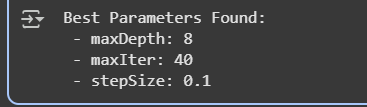 Best Parameters Found:
- maxDepth: 8
- maxIter: 40
- stepSize: 0.1